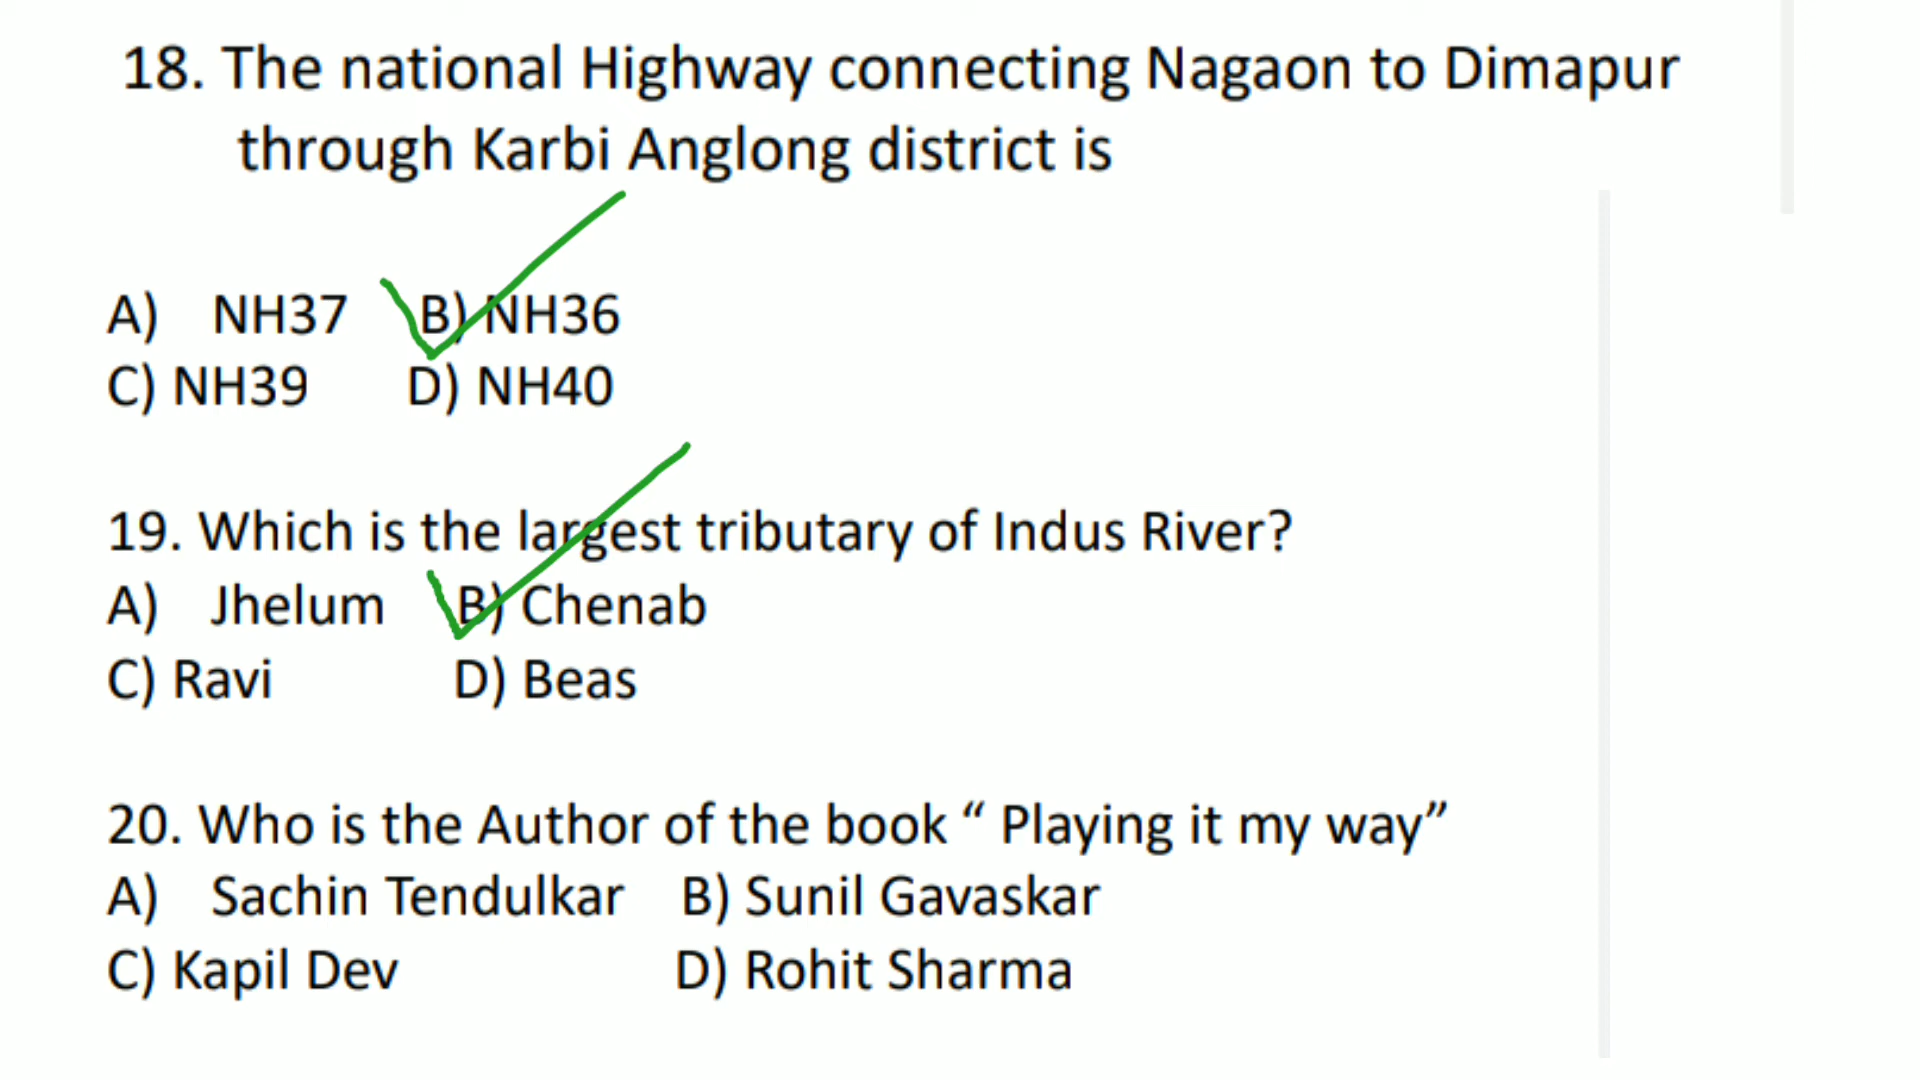 18. The national Highway connecting Nagaon to Dimapur
through Karbi Anglong district is
A) NH37 B) NH36
C) NH39 D) NH40
19. Which is the largest tributary of Indus River?
A) Jhelum B) Chenab
C) Ravi D) Beas
20. Who is the Author of the book “ Playing it my way”
A) Sachin Tendulkar B) Sunil Gavaskar
C) Kapil Dev D) Rohit Sharma